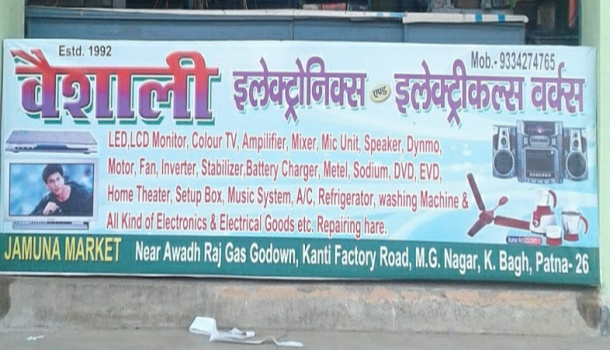 Estd. 1992
Mob.- 9334274765
वैशाली इलेक्ट्रोनिक्स एण्ड इलेक्ट्रीकल्स वर्क्स
LED,LCD Monitor, Colour TV, Ampilifier, Mixer, Mic Unit, Speaker, Dynmo,
Motor, Fan, Inverter, Stabilizer,Battery Charger, Metel, Sodium, DVD, EVD,
Home Theater, Setup Box, Music System, A/C, Refrigerator, washing Machine &
All Kind of Electronics & Electrical Goods etc. Repairing hare.
JAMUNA MARKET Near Awadh Raj Gas Godown, Kanti Factory Road, M.G. Nagar, K. Bagh, Patna- 26